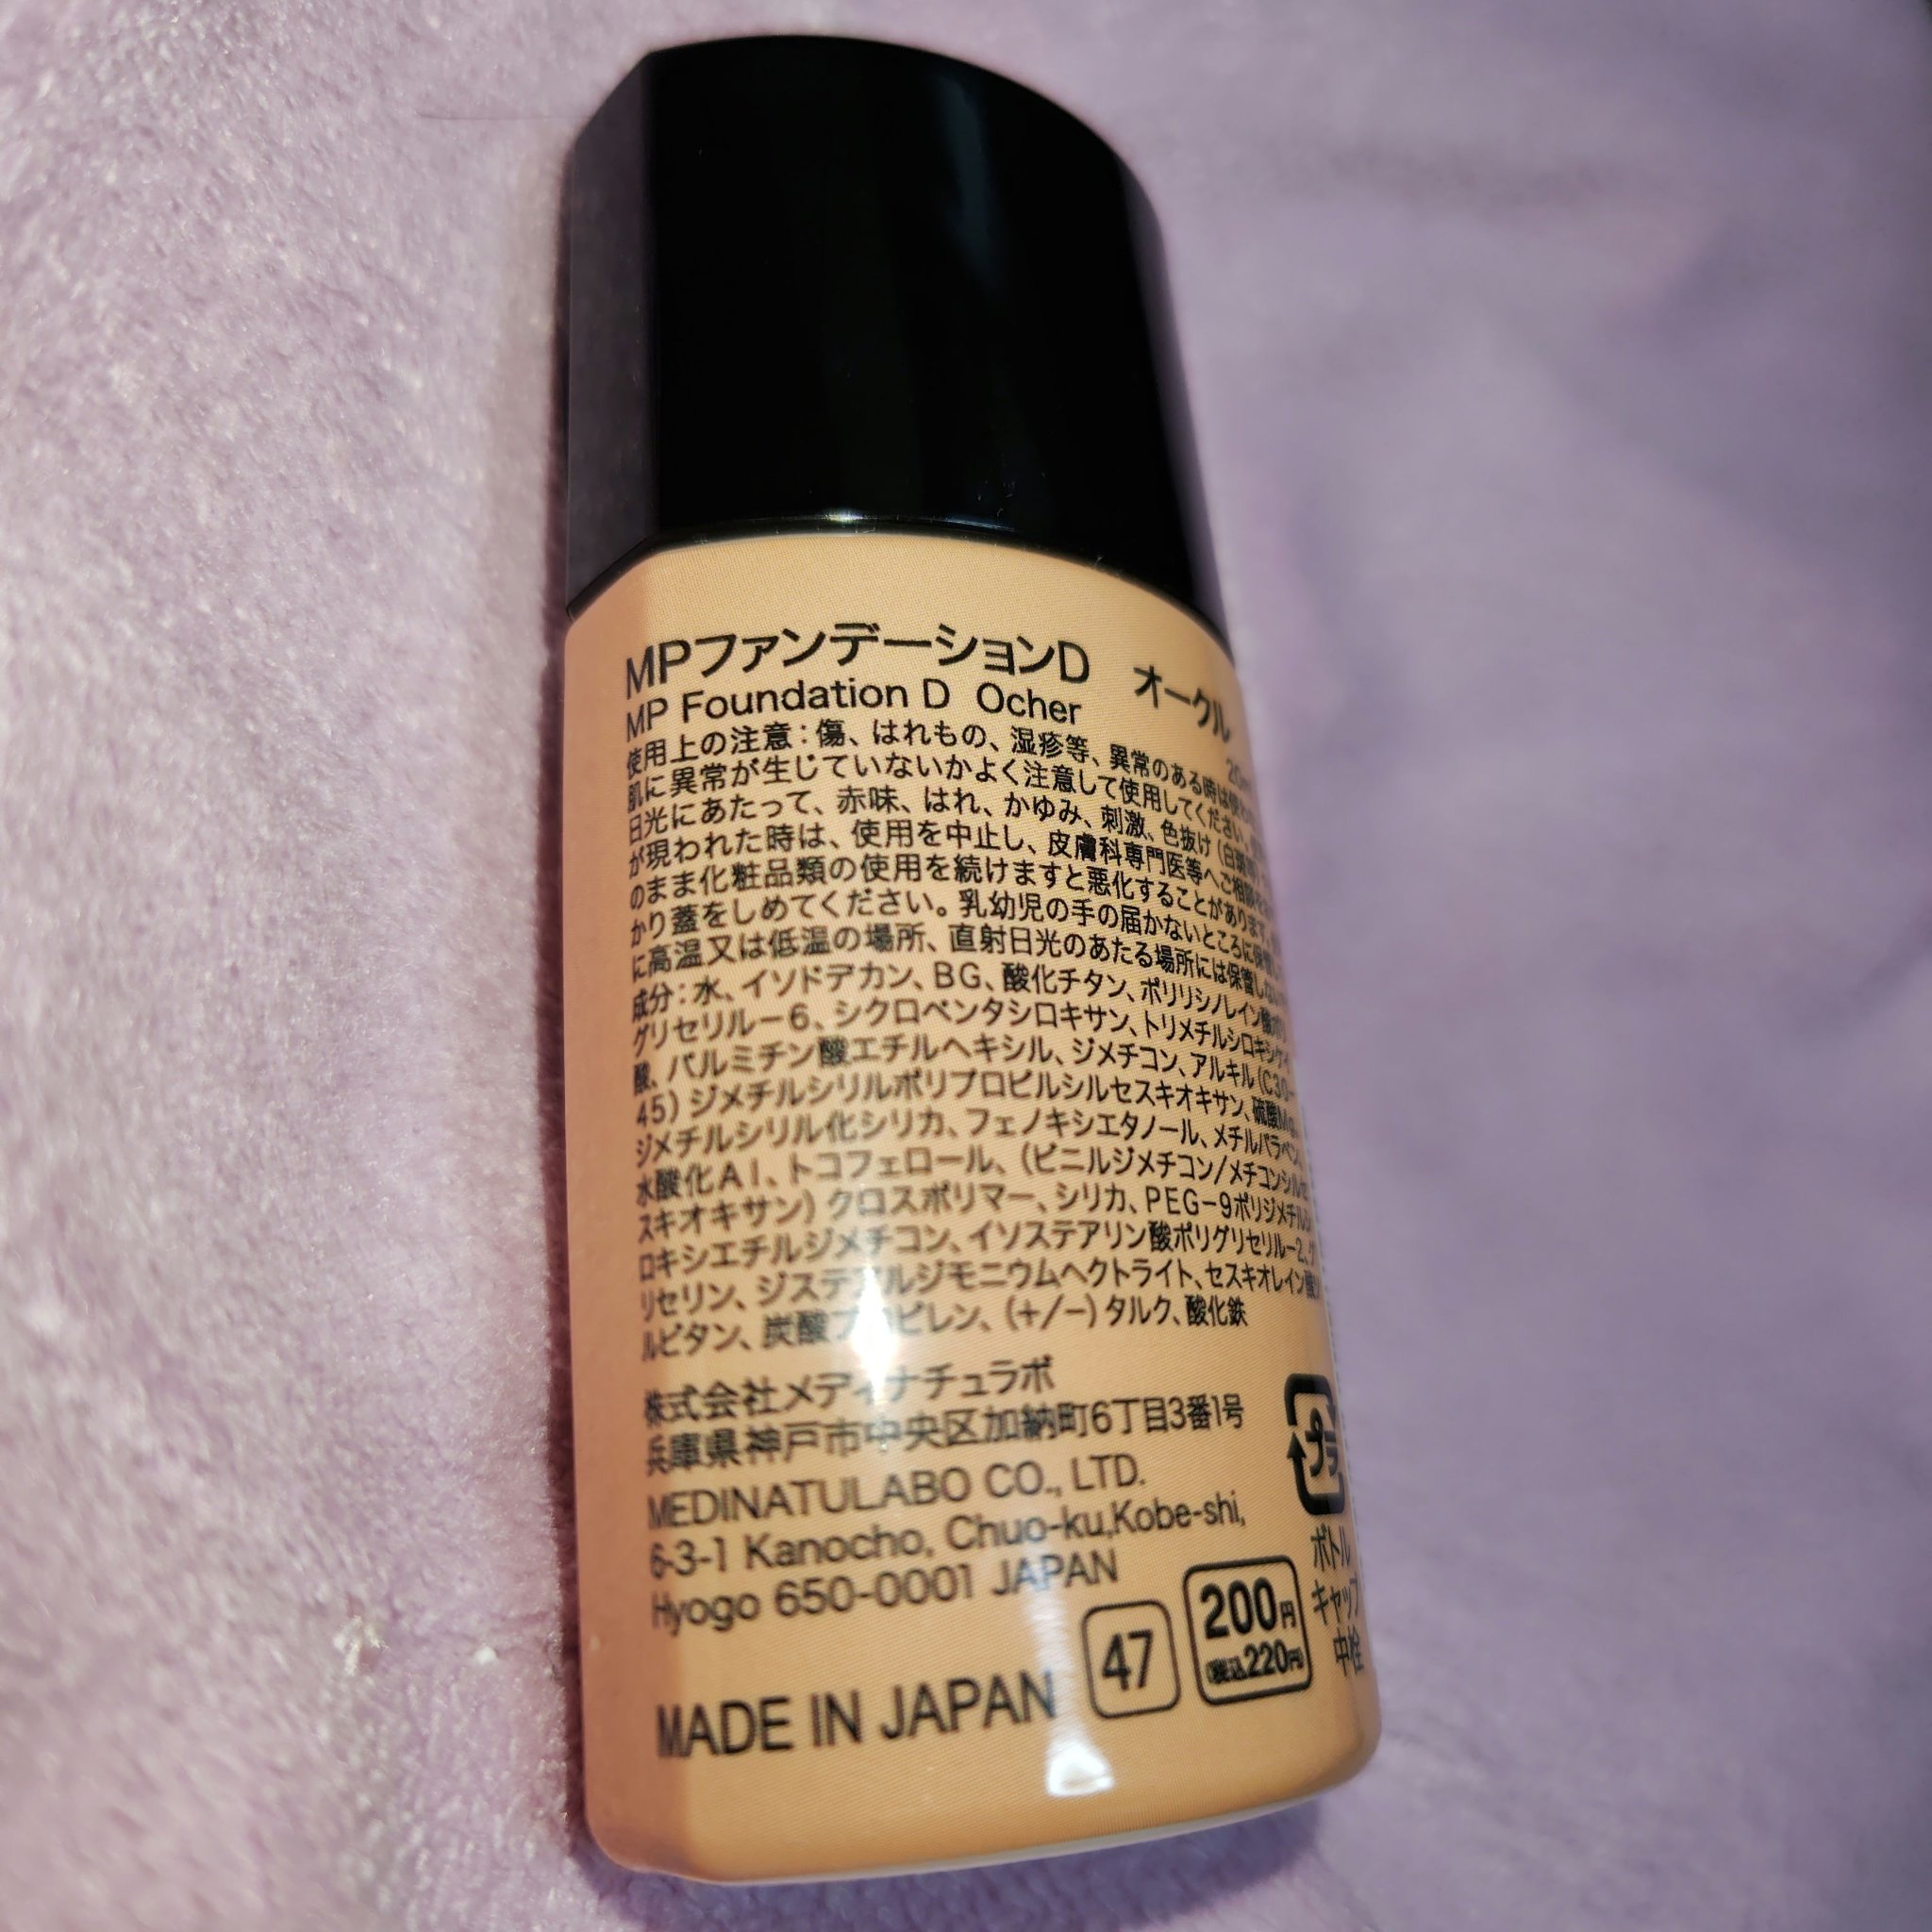 MPファンデーションD オークル
MP Foundation D Ocher
使用上の注意：傷、はれもの、湿疹等、異常のある時は使わ
肌に異常が生じていないかよく注意して使用してください。
日光にあたって、赤味、はれ、かゆみ、刺激、色抜け（白斑等）
が現われた時は、使用を中止し、皮膚科専門医等へご相談
のまま化粧品類の使用を続けますと悪化することがあります。
かり蓋をしめてください。乳幼児の手の届かないところに保管
に高温又は低温の場所、直射日光のあたる場所には保管しない
成分：水、イソドデカン、BG、酸化チタン、ポリリシノレイン酸ポリ
グリセリル－6、シクロペンタシロキサン、トリメチルシロキシケイ
酸、パルミチン酸エチルヘキシル、ジメチコン、アルキル(C30-
45)ジメチルシリルポリプロピルシルセスキオキサン、硫酸Mg、
ジメチルシリル化シリカ、フェノキシエタノール、メチルパラベン、
水酸化Al、トコフェロール、(ビニルジメチコン/メチコンシルセ
スキオキサン)クロスポリマー、シリカ、PEG-9ポリジメチルシ
ロキシエチルジメチコン、イソステアリン酸ポリグリセリル-2、グ
リセリン、ジステアルジモニウムヘクトライト、セスキオレイン酸ソ
ルビタン、炭酸プロピレン、(+/-)タルク、酸化鉄
株式会社メディナチュラボ
兵庫県神戸市中央区加納町6丁目3番1号
MEDINATULABO CO., LTD.
6-3-1 Kanocho, Chuo-ku,Kobe-shi,
Hyogo 650-0001 JAPAN
MADE IN JAPAN
47
200円
(税込220円)
プラ
ボトル
キャップ
中栓